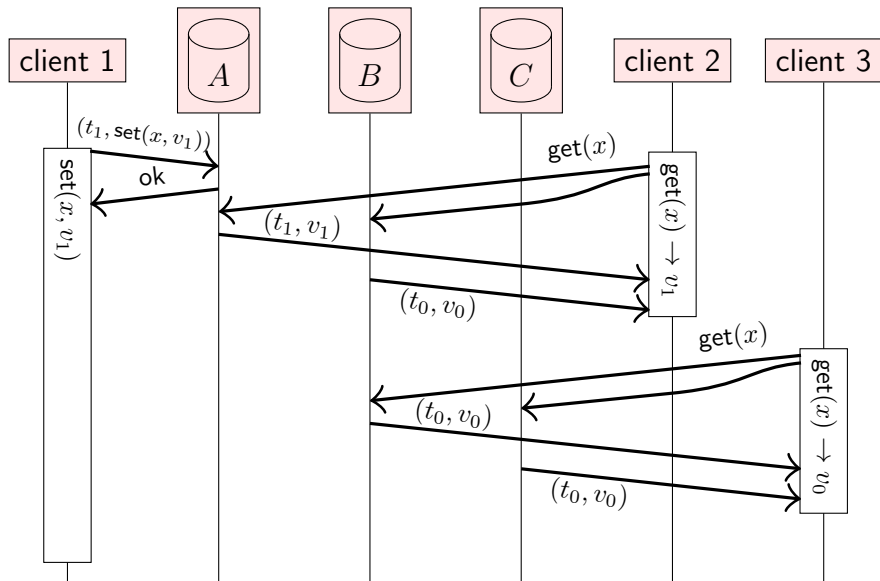 client 1
A
B
C
client 2
client 3
(t₁, set(x, v₁))
ok
set(x, v₁)
get(x)
get(x) → v₁
(t₁, v₁)
(t₀, v₀)
get(x)
get(x) → v₀
(t₀, v₀)
(t₀, v₀)